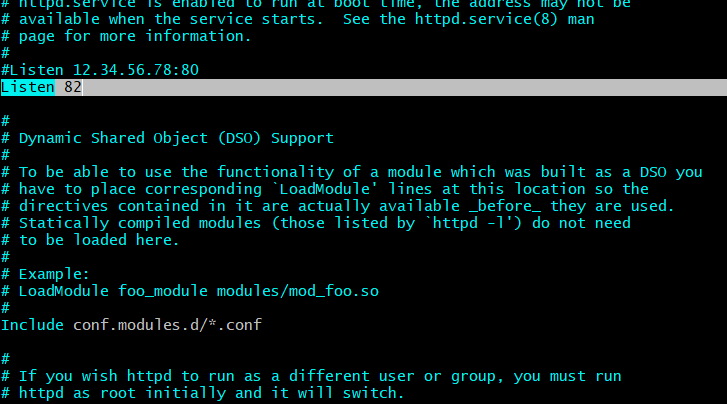 # httpd.service is enabled to run at boot time, the address may not be
# available when the service starts.  See the httpd.service(8) man
# page for more information.
#
#Listen 12.34.56.78:80
Listen 82
#
# Dynamic Shared Object (DSO) Support
#
# To be able to use the functionality of a module which was built as a DSO you
# have to place corresponding `LoadModule' lines at this location so the
# directives contained in it are actually available _before_ they are used.
# Statically compiled modules (those listed by `httpd -l') do not need
# to be loaded here.
#
# Example:
# LoadModule foo_module modules/mod_foo.so
#
Include conf.modules.d/*.conf
#
# If you wish httpd to run as a different user or group, you must run
# httpd as root initially and it will switch.